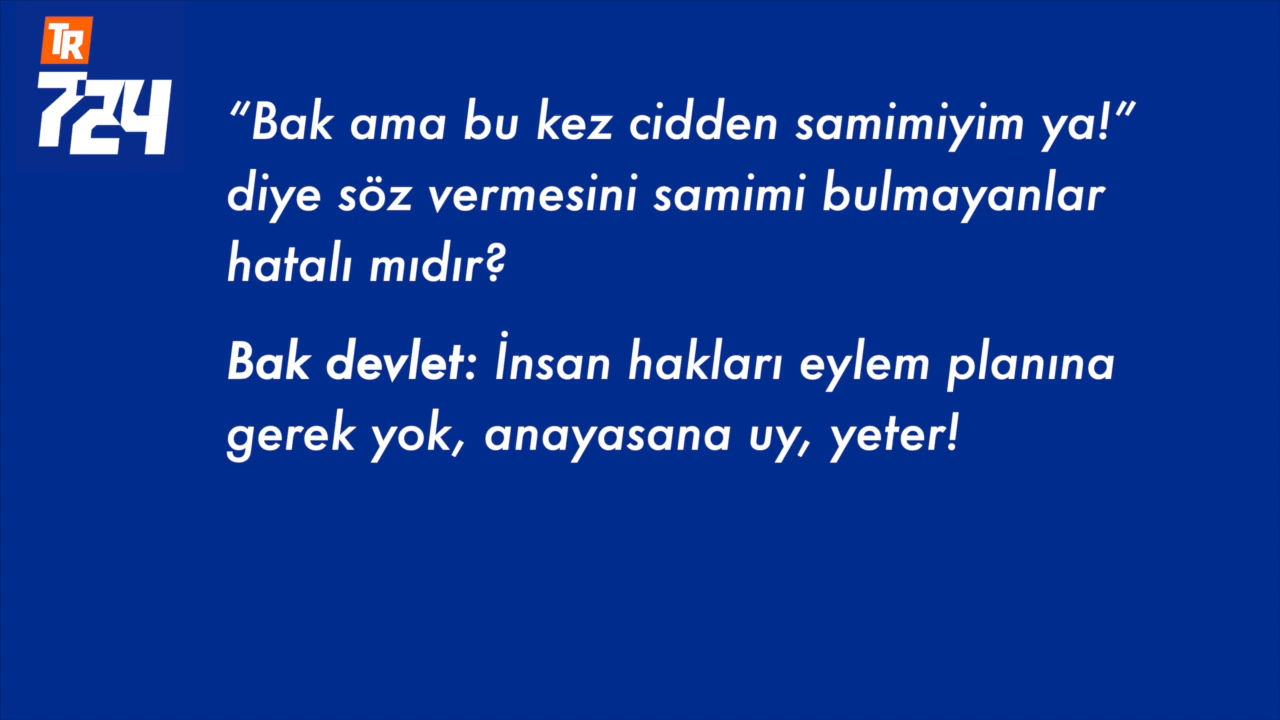 TR
724
“Bak ama bu kez cidden samimiyim ya!”
diye söz vermesini samimi bulmayanlar
hatalı mıdır?
Bak devlet: İnsan hakları eylem planına
gerek yok, anayasana uy, yeter!